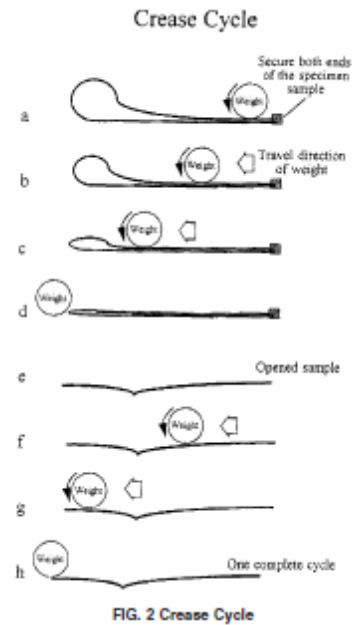 Crease Cycle
Secure both ends
of the specimen
sample
a
Weight
b
Weight
Travel direction
of weight
c
Weight
d
Weight
e
Opened sample
f
Weight
g
Weight
h
Weight
One complete cycle
FIG. 2 Crease Cycle